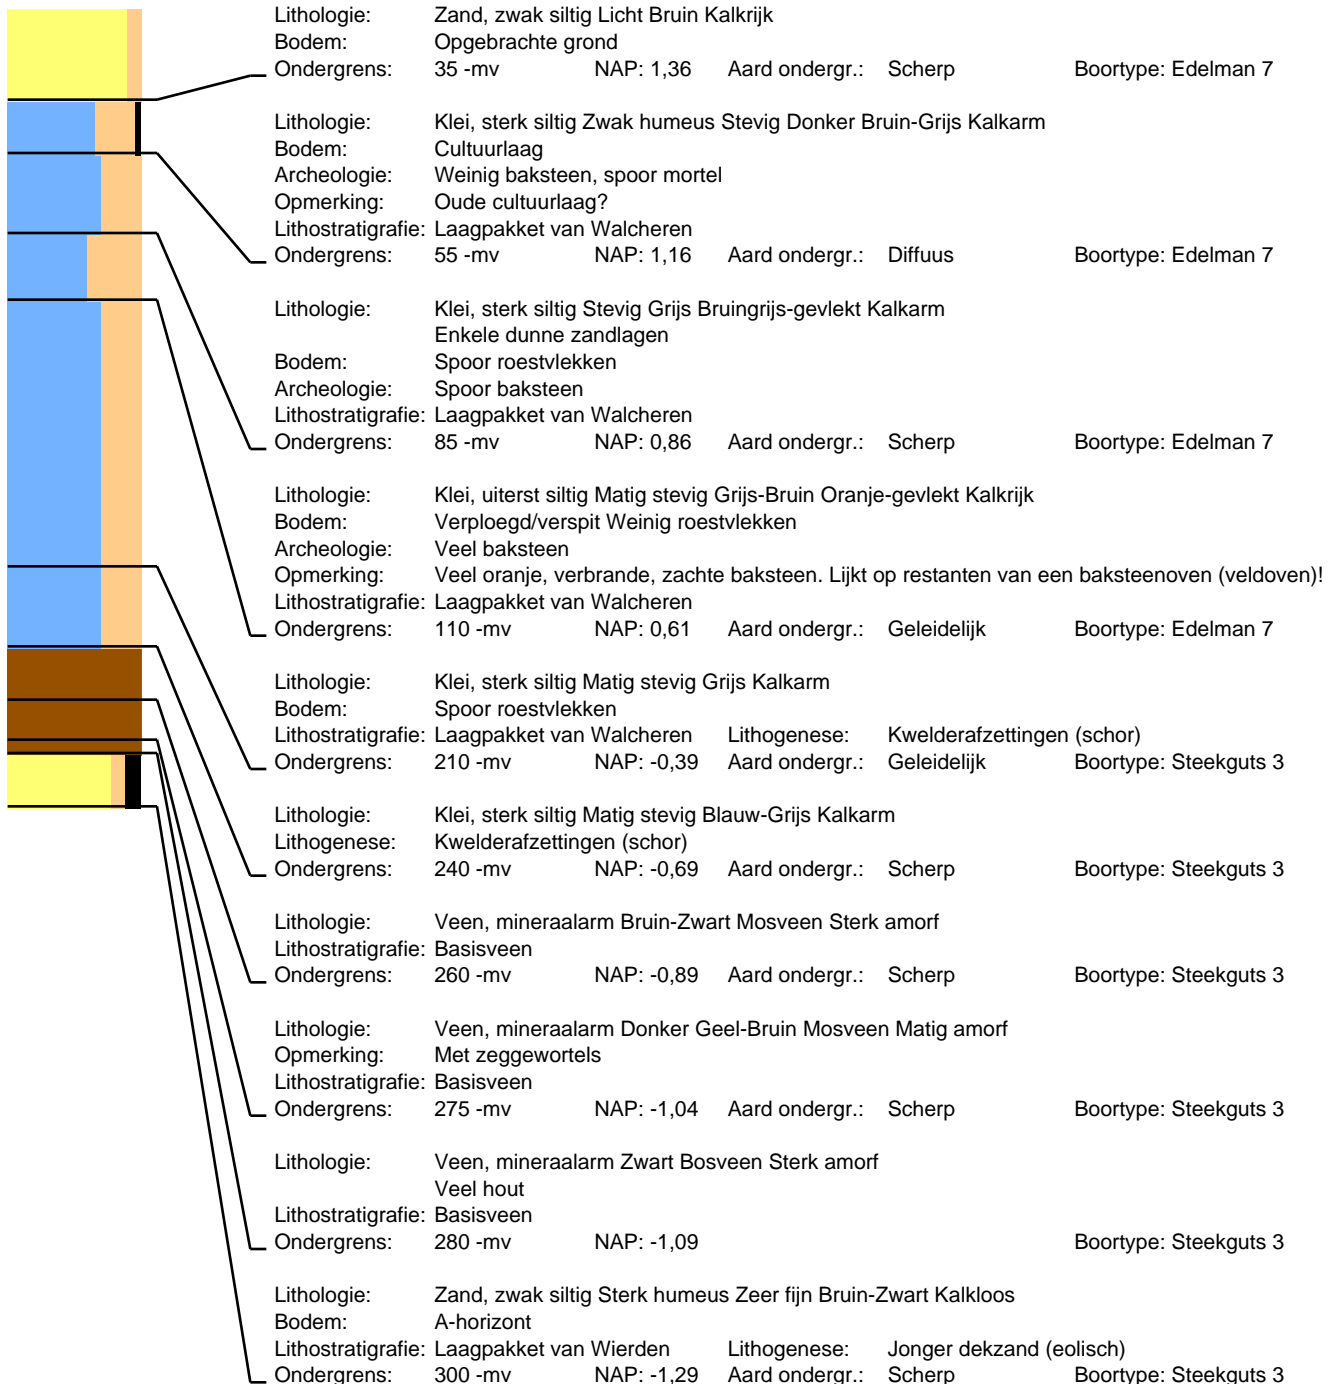 Lithologie: Zand, zwak siltig Licht Bruin Kalkrijk
Bodem: Opgebrachte grond
Ondergrens: 35 -mv NAP: 1,36 Aard ondergr.: Scherp Boortype: Edelman 7
Lithologie: Klei, sterk siltig Zwak humeus Stevig Donker Bruin-Grijs Kalkarm
Bodem: Cultuurlaag
Archeologie: Weinig baksteen, spoor mortel
Opmerking: Oude cultuurlaag?
Lithostratigrafie: Laagpakket van Walcheren
Ondergrens: 55 -mv NAP: 1,16 Aard ondergr.: Diffuus Boortype: Edelman 7
Lithologie: Klei, sterk siltig Stevig Grijs Bruingrijs-gevlekt Kalkarm
Enkele dunne zandlagen
Bodem: Spoor roestvlekken
Archeologie: Spoor baksteen
Lithostratigrafie: Laagpakket van Walcheren
Ondergrens: 85 -mv NAP: 0,86 Aard ondergr.: Scherp Boortype: Edelman 7
Lithologie: Klei, uiterst siltig Matig stevig Grijs-Bruin Oranje-gevlekt Kalkrijk
Bodem: Verploegd/verspit Weinig roestvlekken
Archeologie: Veel baksteen
Opmerking: Veel oranje, verbrande, zachte baksteen. Lijkt op restanten van een baksteenoven (veldoven)!
Lithostratigrafie: Laagpakket van Walcheren
Ondergrens: 110 -mv NAP: 0,61 Aard ondergr.: Geleidelijk Boortype: Edelman 7
Lithologie: Klei, sterk siltig Matig stevig Grijs Kalkarm
Bodem: Spoor roestvlekken
Lithostratigrafie: Laagpakket van Walcheren Lithogenese: Kwelderafzettingen (schor)
Ondergrens: 210 -mv NAP: -0,39 Aard ondergr.: Geleidelijk Boortype: Steekguts 3
Lithologie: Klei, sterk siltig Matig stevig Blauw-Grijs Kalkarm
Lithogenese: Kwelderafzettingen (schor)
Ondergrens: 240 -mv NAP: -0,69 Aard ondergr.: Scherp Boortype: Steekguts 3
Lithologie: Veen, mineraalarm Bruin-Zwart Mosveen Sterk amorf
Lithostratigrafie: Basisveen
Ondergrens: 260 -mv NAP: -0,89 Aard ondergr.: Scherp Boortype: Steekguts 3
Lithologie: Veen, mineraalarm Donker Geel-Bruin Mosveen Matig amorf
Opmerking: Met zeggewortels
Lithostratigrafie: Basisveen
Ondergrens: 275 -mv NAP: -1,04 Aard ondergr.: Scherp Boortype: Steekguts 3
Lithologie: Veen, mineraalarm Zwart Bosveen Sterk amorf
Veel hout
Lithostratigrafie: Basisveen
Ondergrens: 280 -mv NAP: -1,09 Boortype: Steekguts 3
Lithologie: Zand, zwak siltig Sterk humeus Zeer fijn Bruin-Zwart Kalkloos
Bodem: A-horizont
Lithostratigrafie: Laagpakket van Wierden Lithogenese: Jonger dekzand (eolisch)
Ondergrens: 300 -mv NAP: -1,29 Aard ondergr.: Scherp Boortype: Steekguts 3